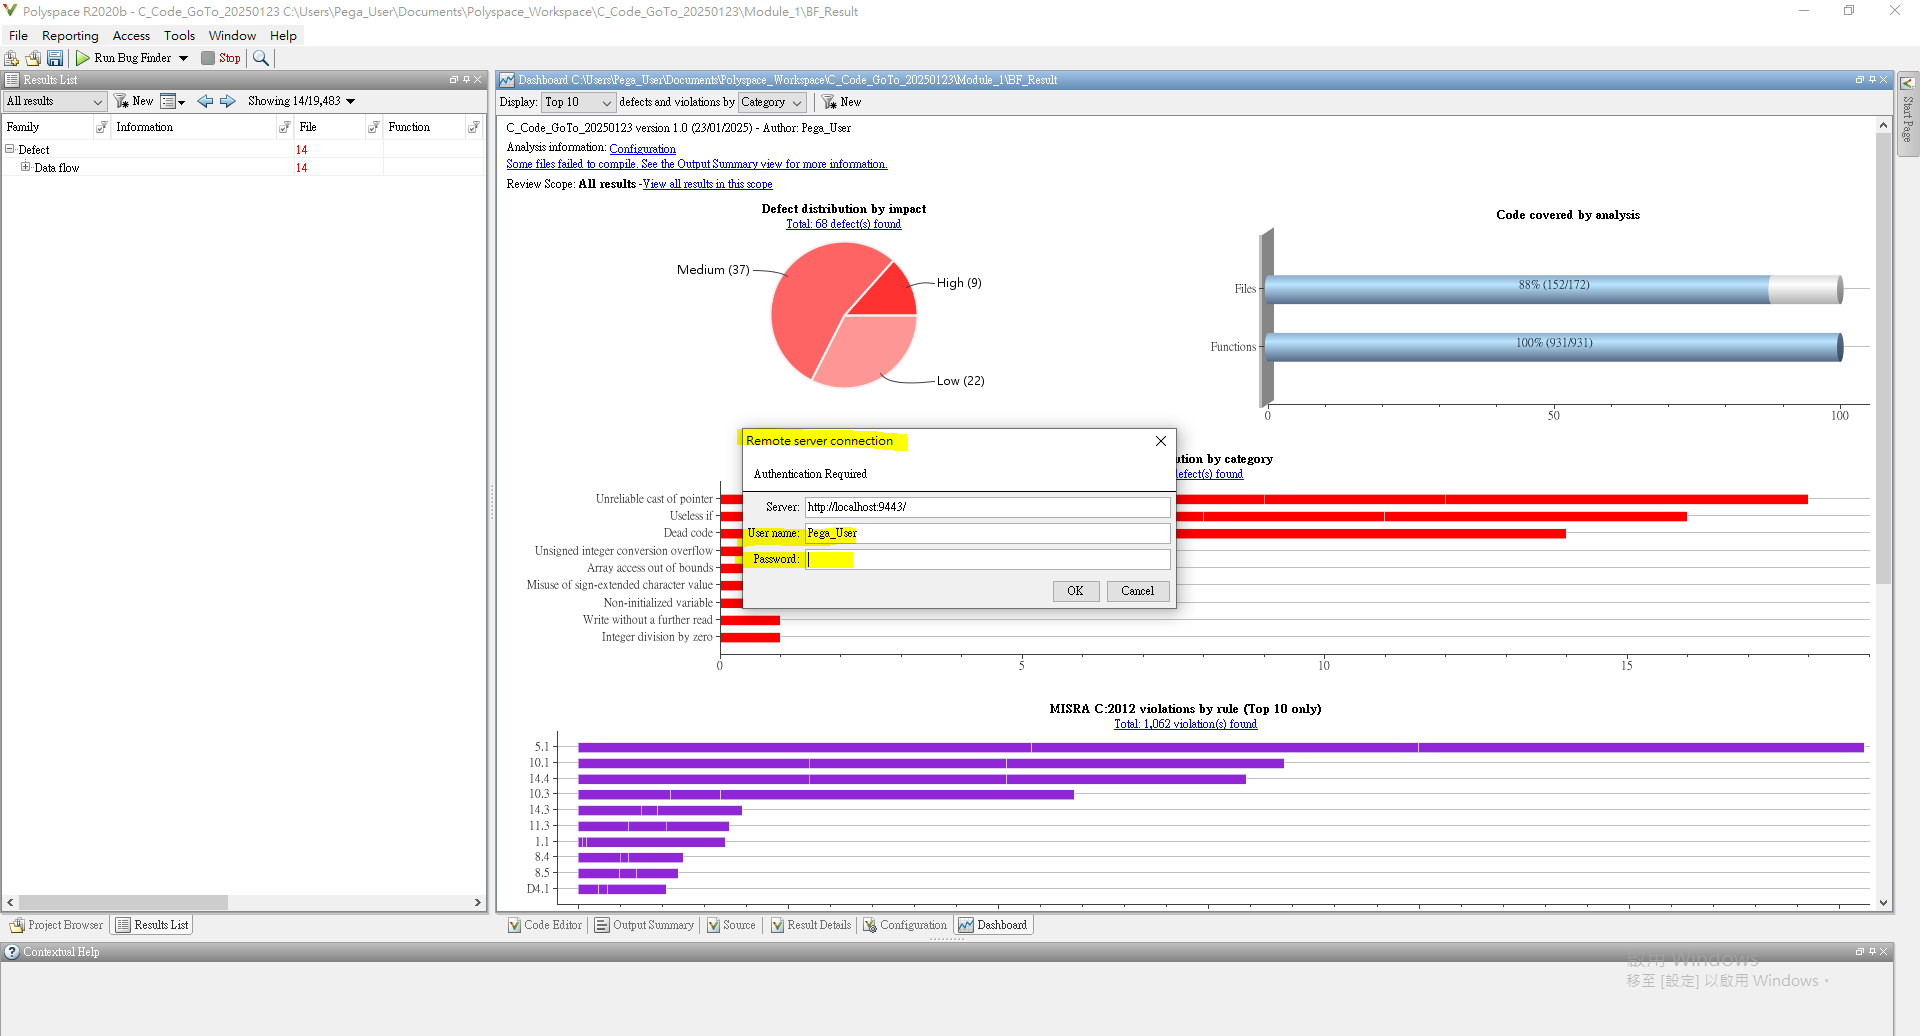 Polyspace R2020b - C_Code_GoTo_20250123 C:\Users\Pega_User\Documents\Polyspace_Workspace\C_Code_GoTo_20250123\Module_1\BF_Result
File Reporting Access Tools Window Help
Run Bug Finder Stop
Results List
All results New Showing 14/19,483
Family Information File Function
Defect 14
Data flow 14
Dashboard C:\Users\Pega_User\Documents\Polyspace_Workspace\C_Code_GoTo_20250123\Module_1\BF_Result
Display: Top 10 defects and violations by Category New
Start Page
C_Code_GoTo_20250123 version 1.0 (23/01/2025) - Author: Pega_User
Analysis information: Configuration
Some files failed to compile. See the Output Summary view for more information.
Review Scope: All results -View all results in this scope
Defect distribution by impact
Total: 68 defect(s) found
Medium (37)
High (9)
Low (22)
Code covered by analysis
Files 88% (152/172)
Functions 100% (931/931)
0 50 100
ution by category
efect(s) found
Unreliable cast of pointer
Useless if
Dead code
Unsigned integer conversion overflow
Array access out of bounds
Misuse of sign-extended character value
Non-initialized variable
Write without a further read
Integer division by zero
0 5 10 15
Remote server connection
Authentication Required
Server: http://localhost:9443/
User name: Pega_User
Password:
OK Cancel
MISRA C:2012 violations by rule (Top 10 only)
Total: 1,062 violation(s) found
5.1
10.1
14.4
10.3
14.3
11.3
1.1
8.4
8.5
D4.1
Project Browser Results List
Code Editor Output Summary Source Result Details Configuration Dashboard
Contextual Help
啟用 Windows
移至 [設定] 以啟用 Windows。